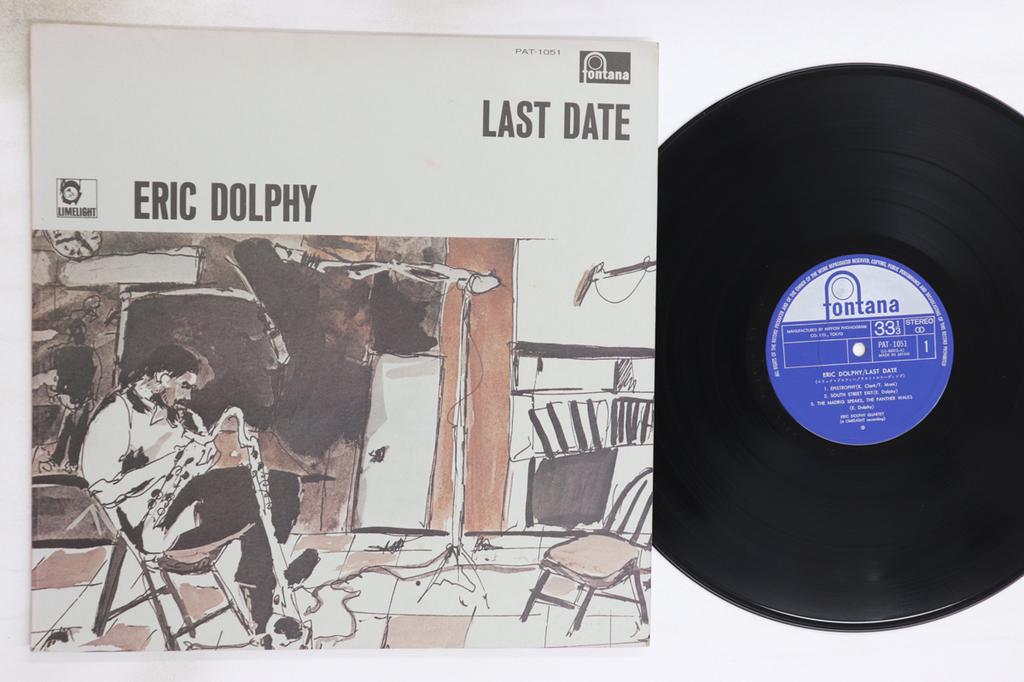 PAT-1051
fontana
LAST DATE
LIMELIGHT
ERIC DOLPHY
fontana
MANUFACTURED BY NIPPON PHONOGRAM
CO., LTD., TOKYO
33 1/3
STEREO
PAT-1051
MADE IN JAPAN
1
ERIC DOLPHY/LAST DATE
1. EPISTROPHY(K. Clark/T. Monk)
2. SOUTH STREET EXIT(E. Dolphy)
3. THE MADRIG SPEAKS, THE PANTHER WALKS
(E. Dolphy)
ERIC DOLPHY QUARTET
(a LIMELIGHT recording)